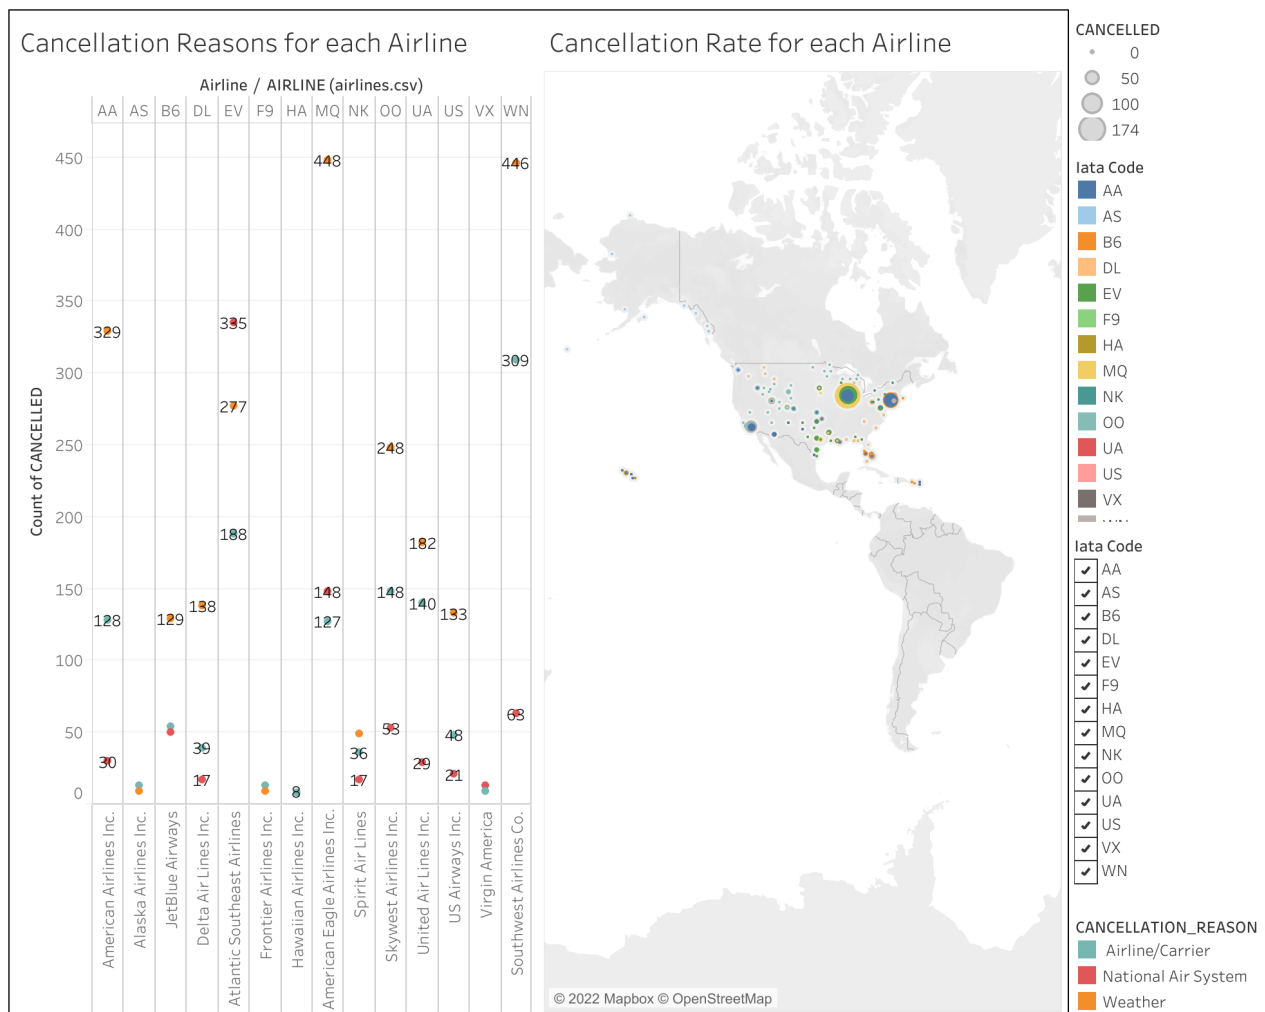 Cancellation Reasons for each Airline
Airline / AIRLINE (airlines.csv)
AA AS B6 DL EV F9 HA MQ NK OO UA US VX WN
Count of CANCELLED
450
400
350
300
250
200
150
100
50
0
448
446
329
335
309
277
248
188
182
148
148
140
138
133
129
128
127
63
53
48
39
36
30
29
21
17
17
8
American Airlines Inc.
Alaska Airlines Inc.
JetBlue Airways
Delta Air Lines Inc.
Atlantic Southeast Airlines
Frontier Airlines Inc.
Hawaiian Airlines Inc.
American Eagle Airlines Inc.
Spirit Air Lines
Skywest Airlines Inc.
United Air Lines Inc.
US Airways Inc.
Virgin America
Southwest Airlines Co.
Cancellation Rate for each Airline
© 2022 Mapbox © OpenStreetMap
CANCELLED
0
50
100
174
Iata Code
AA
AS
B6
DL
EV
F9
HA
MQ
NK
OO
UA
US
VX
Iata Code
AA
AS
B6
DL
EV
F9
HA
MQ
NK
OO
UA
US
VX
WN
CANCELLATION_REASON
Airline/Carrier
National Air System
Weather